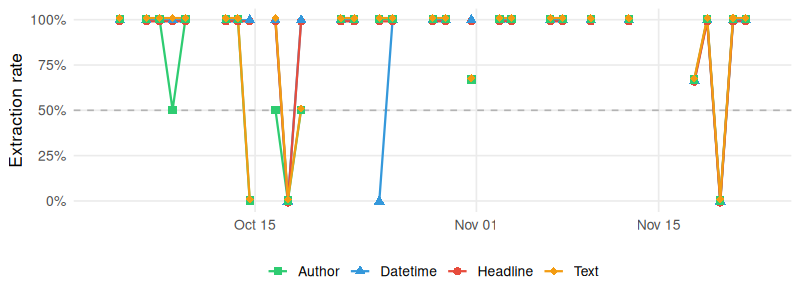 100%
75%
50%
25%
0%
Extraction rate
Oct 15 Nov 01 Nov 15
Author Datetime Headline Text